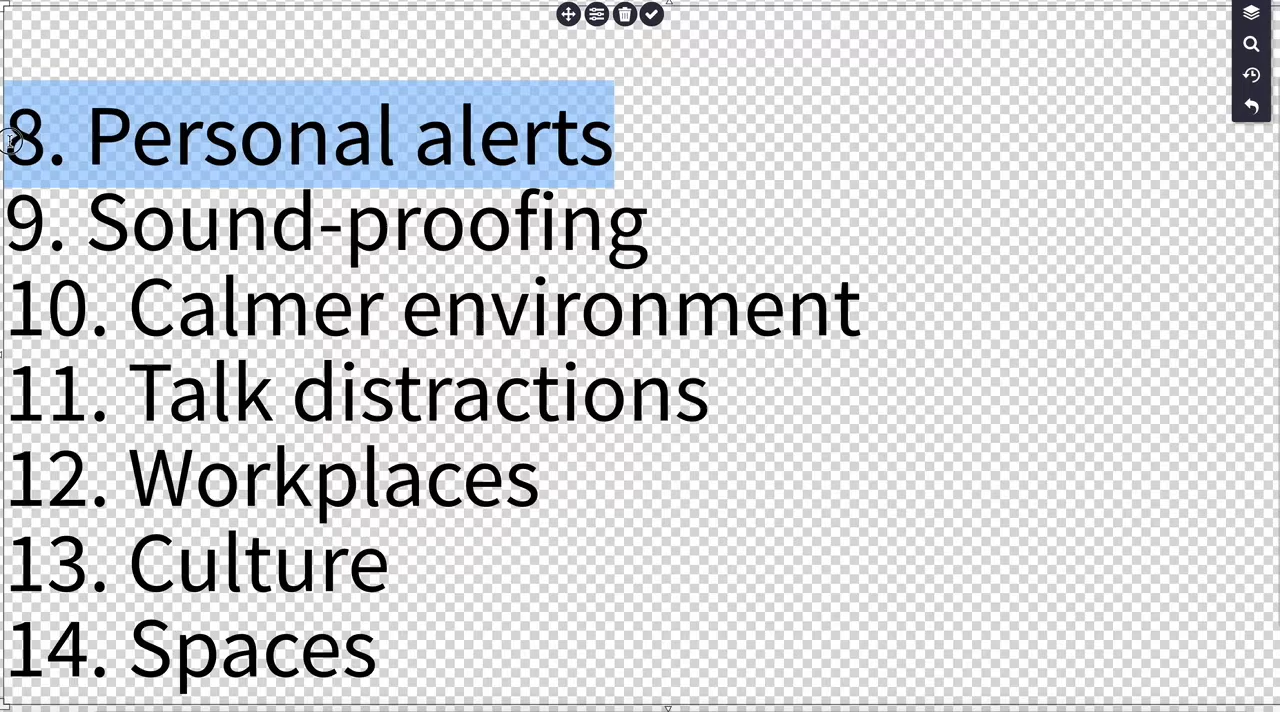 8. Personal alerts
9. Sound-proofing
10. Calmer environment
11. Talk distractions
12. Workplaces
13. Culture
14. Spaces